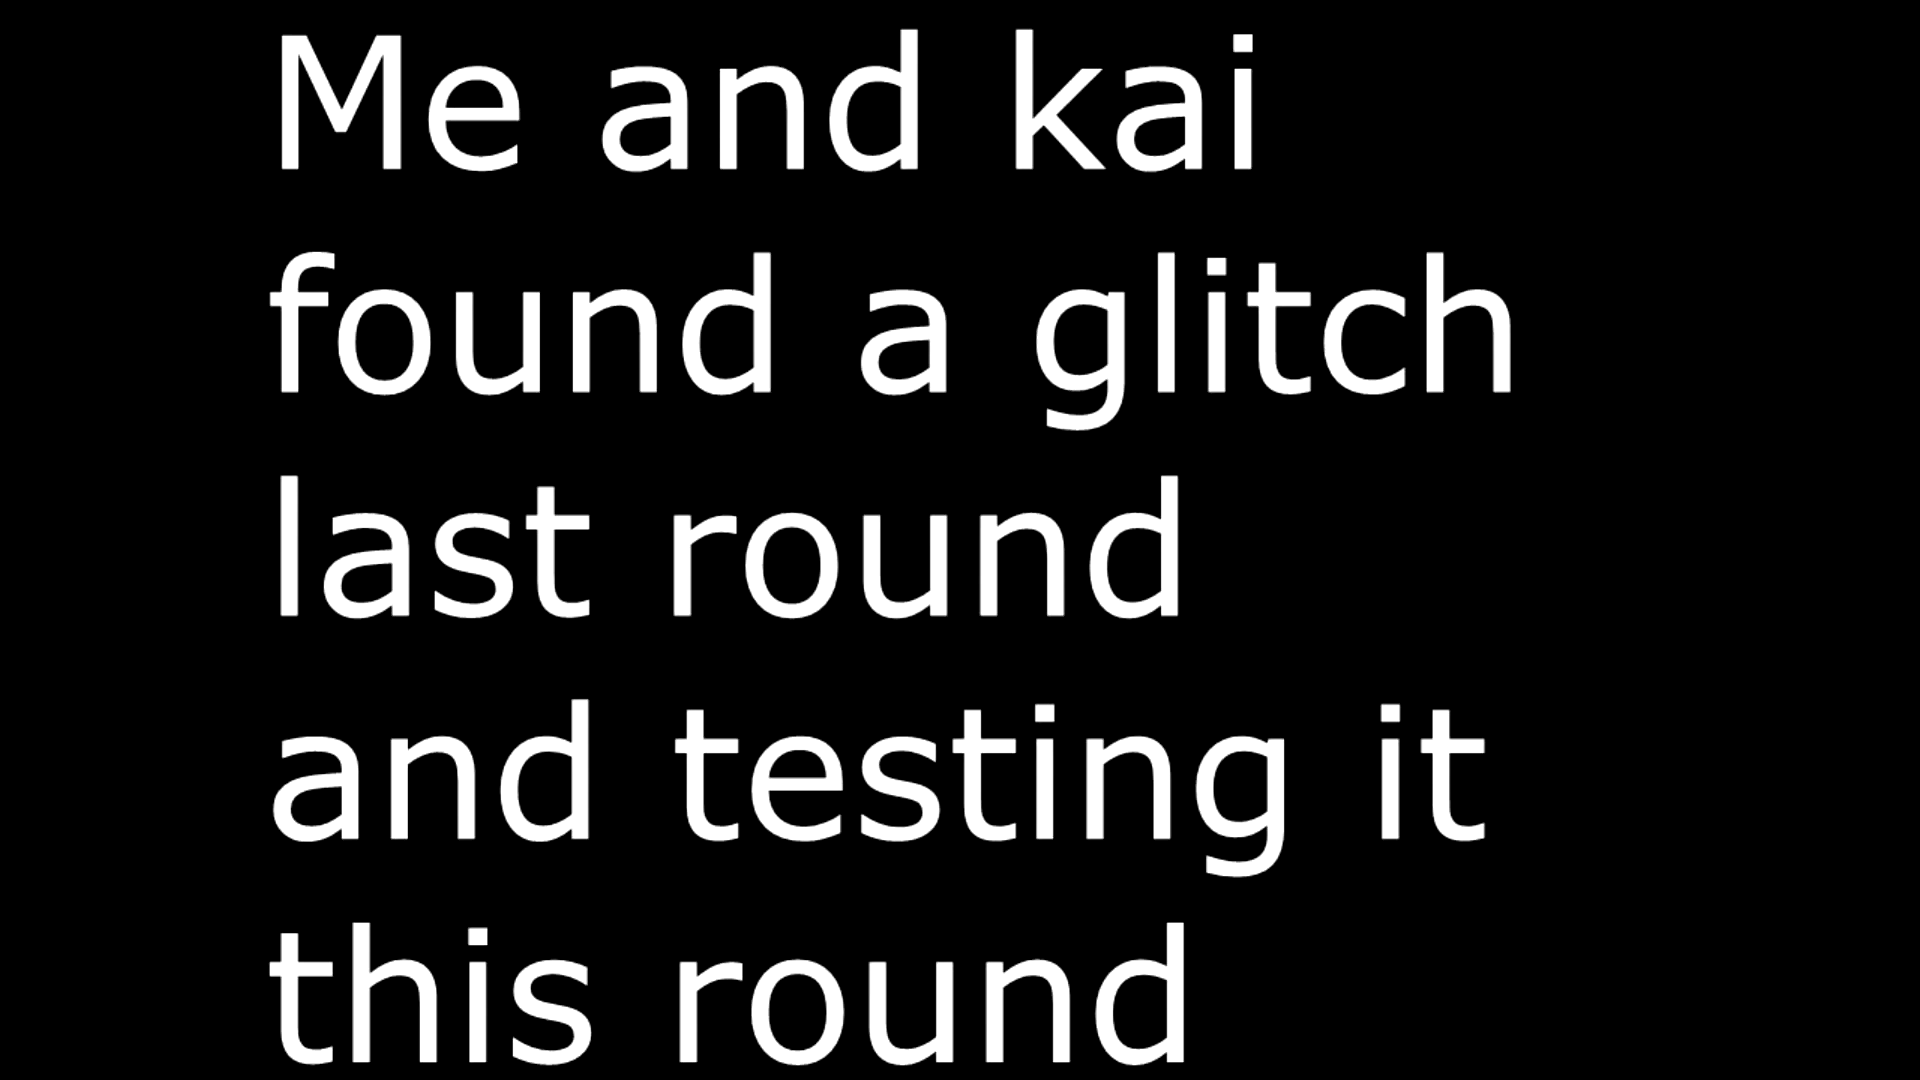 Me and kai
found a glitch
last round
and testing it
this round